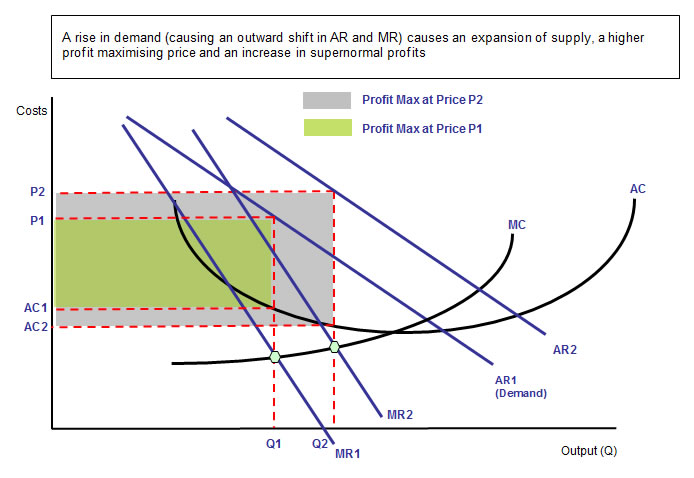 A rise in demand (causing an outward shift in AR and MR) causes an expansion of supply, a higher
profit maximising price and an increase in supernormal profits
Costs
Profit Max at Price P2
Profit Max at Price P1
P2
P1
AC
MC
AC1
AC2
AR2
AR1
(Demand)
MR2
Q1
Q2
MR1
Output (Q)